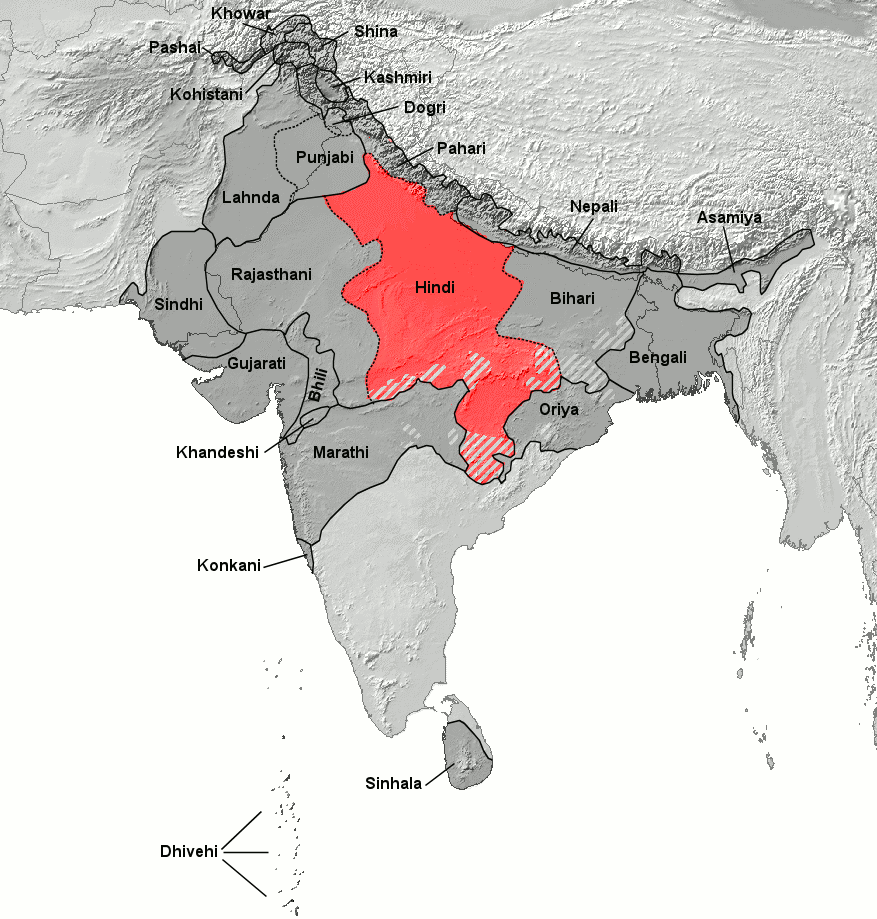 Khowar
Shina
Pashai
Kashmiri
Kohistani
Dogri
Pahari
Punjabi
Lahnda
Nepali
Asamiya
Rajasthani
Hindi
Bihari
Sindhi
Bengali
Gujarati
Bhili
Oriya
Khandeshi
Marathi
Konkani
Sinhala
Dhivehi